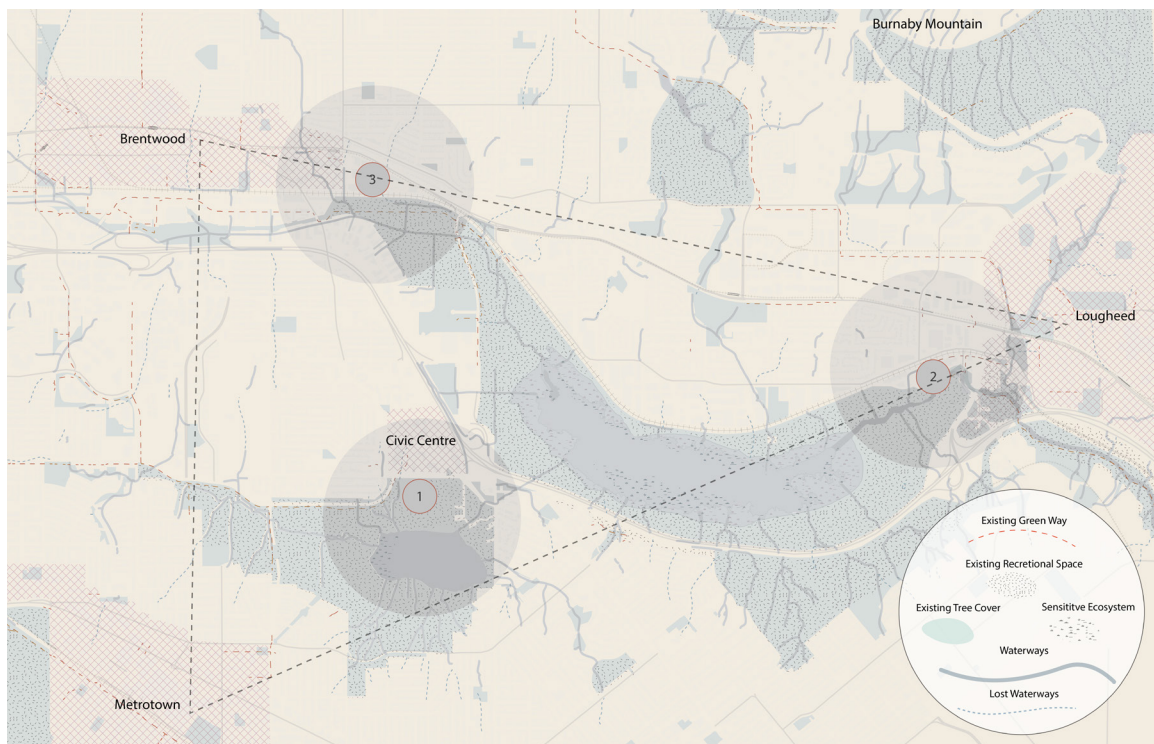 Burnaby Mountain
Brentwood
3
Lougheed
2
Civic Centre
1
Metrotown
Existing Green Way
Existing Recretional Space
Existing Tree Cover
Sensititve Ecosystem
Waterways
Lost Waterways